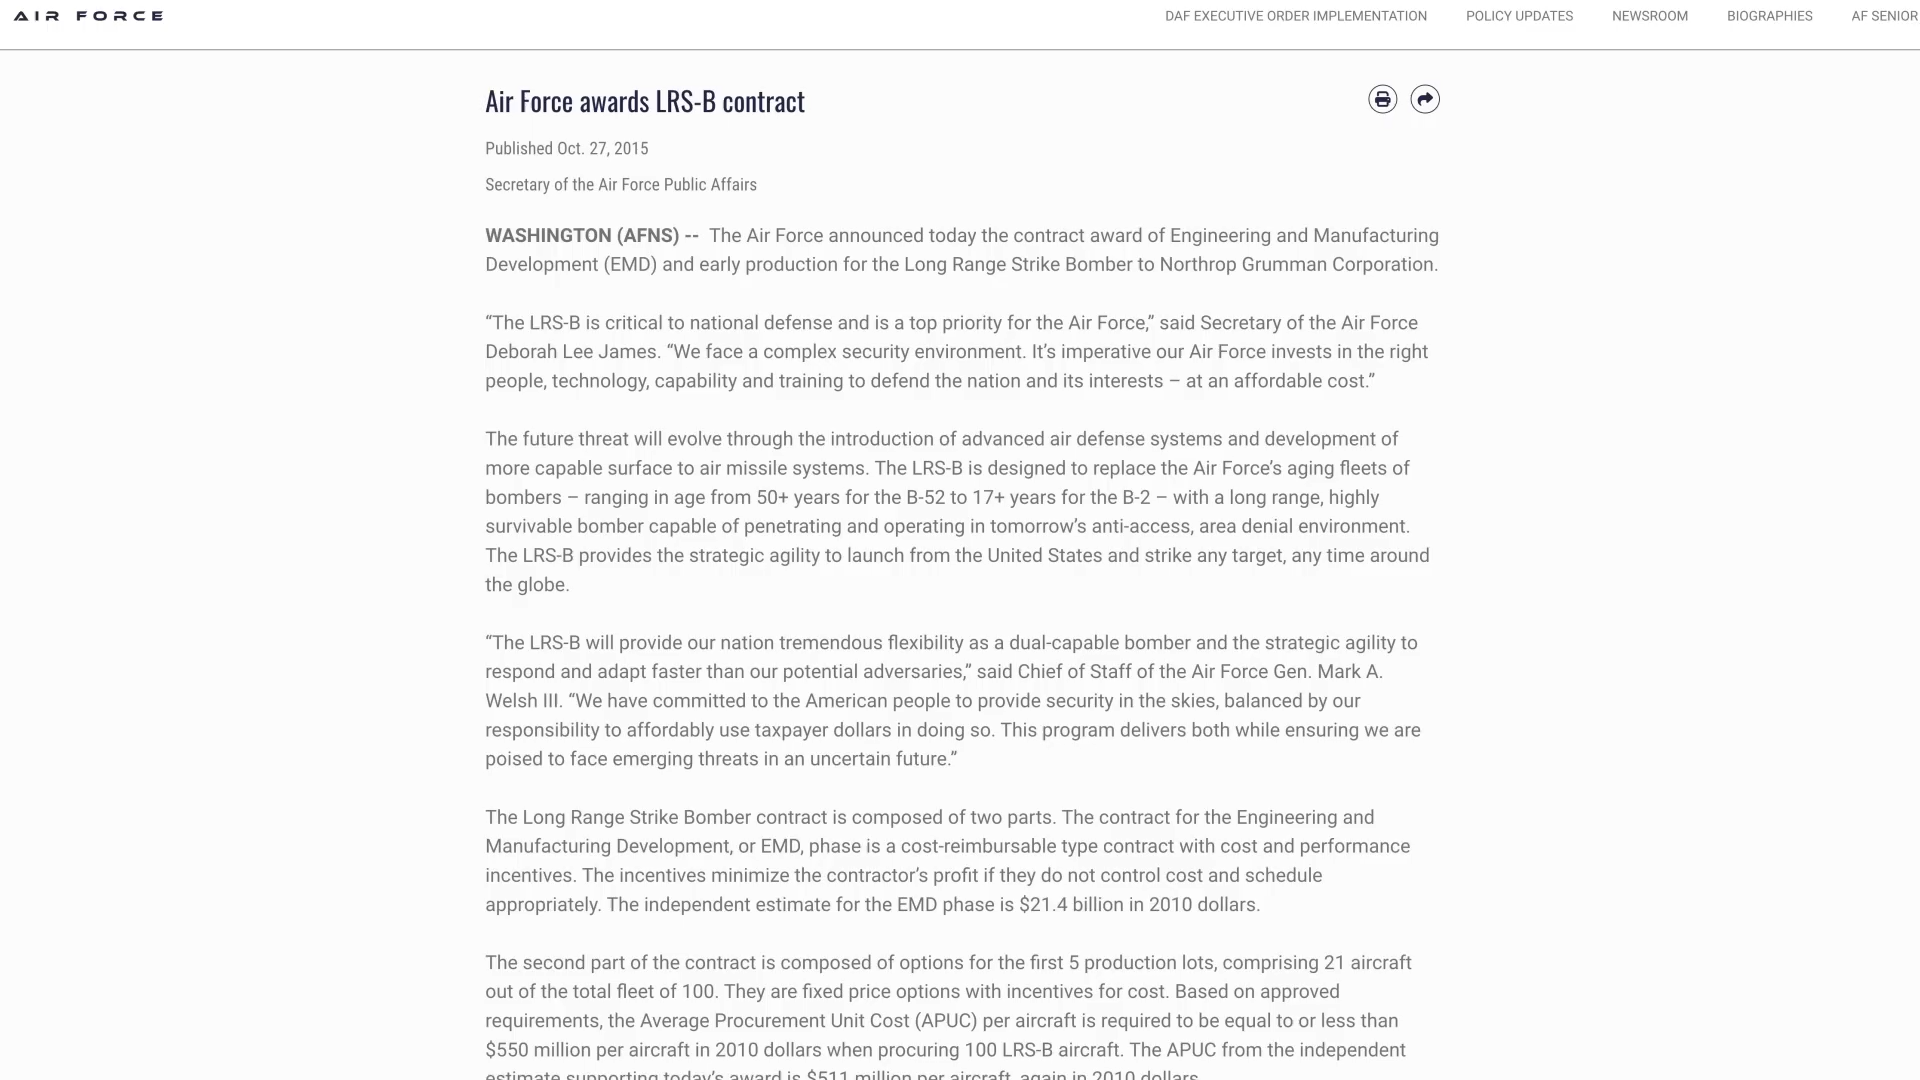 AIR FORCE
DAF EXECUTIVE ORDER IMPLEMENTATION POLICY UPDATES NEWSROOM BIOGRAPHIES AF SENIOR
Air Force awards LRS-B contract
Published Oct. 27, 2015
Secretary of the Air Force Public Affairs
WASHINGTON (AFNS) -- The Air Force announced today the contract award of Engineering and Manufacturing
Development (EMD) and early production for the Long Range Strike Bomber to Northrop Grumman Corporation.
“The LRS-B is critical to national defense and is a top priority for the Air Force,” said Secretary of the Air Force
Deborah Lee James. “We face a complex security environment. It’s imperative our Air Force invests in the right
people, technology, capability and training to defend the nation and its interests – at an affordable cost.”
The future threat will evolve through the introduction of advanced air defense systems and development of
more capable surface to air missile systems. The LRS-B is designed to replace the Air Force’s aging fleets of
bombers – ranging in age from 50+ years for the B-52 to 17+ years for the B-2 – with a long range, highly
survivable bomber capable of penetrating and operating in tomorrow’s anti-access, area denial environment.
The LRS-B provides the strategic agility to launch from the United States and strike any target, any time around
the globe.
“The LRS-B will provide our nation tremendous flexibility as a dual-capable bomber and the strategic agility to
respond and adapt faster than our potential adversaries,” said Chief of Staff of the Air Force Gen. Mark A.
Welsh III. “We have committed to the American people to provide security in the skies, balanced by our
responsibility to affordably use taxpayer dollars in doing so. This program delivers both while ensuring we are
poised to face emerging threats in an uncertain future.”
The Long Range Strike Bomber contract is composed of two parts. The contract for the Engineering and
Manufacturing Development, or EMD, phase is a cost-reimbursable type contract with cost and performance
incentives. The incentives minimize the contractor’s profit if they do not control cost and schedule
appropriately. The independent estimate for the EMD phase is $21.4 billion in 2010 dollars.
The second part of the contract is composed of options for the first 5 production lots, comprising 21 aircraft
out of the total fleet of 100. They are fixed price options with incentives for cost. Based on approved
requirements, the Average Procurement Unit Cost (APUC) per aircraft is required to be equal to or less than
$550 million per aircraft in 2010 dollars when procuring 100 LRS-B aircraft. The APUC from the independent
estimate supporting today’s award is $511 million per aircraft, again in 2010 dollars.